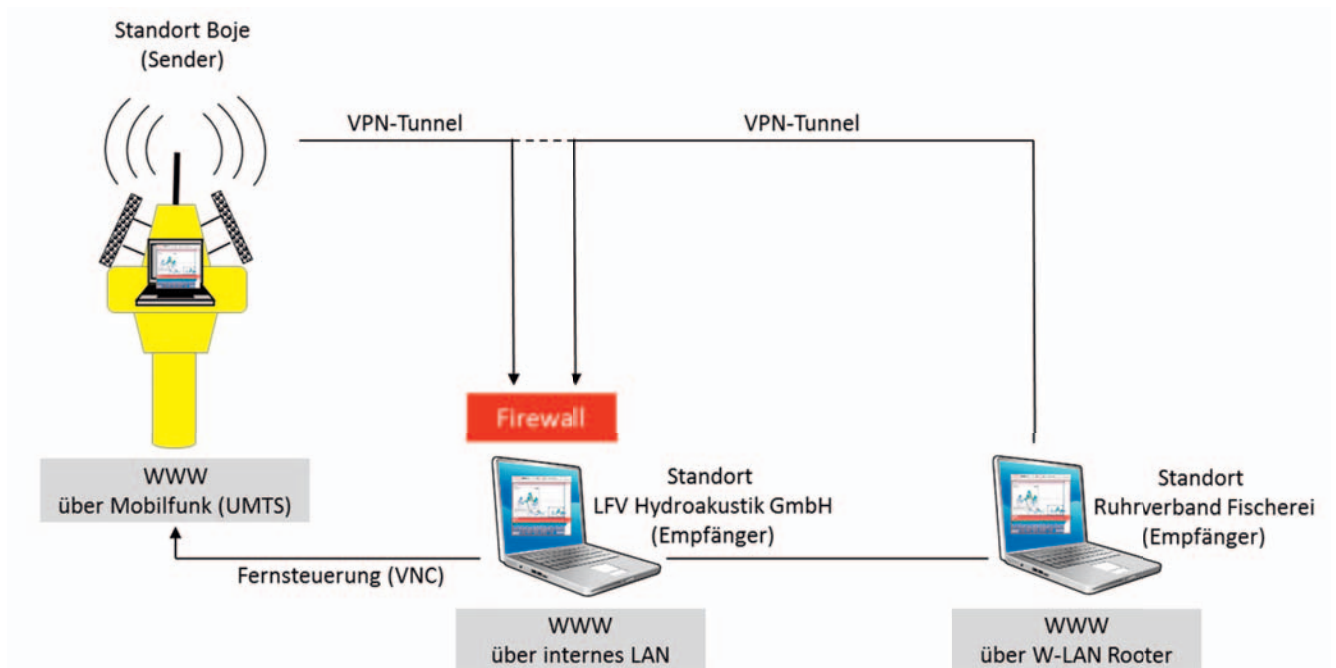 Standort Boje
(Sender)
VPN-Tunnel
VPN-Tunnel
Firewall
WWW
über Mobilfunk (UMTS)
Standort
LFV Hydroakustik GmbH
(Empfänger)
Standort
Ruhrverband Fischerei
(Empfänger)
Fernsteuerung (VNC)
WWW
über internes LAN
WWW
über W-LAN Rooter